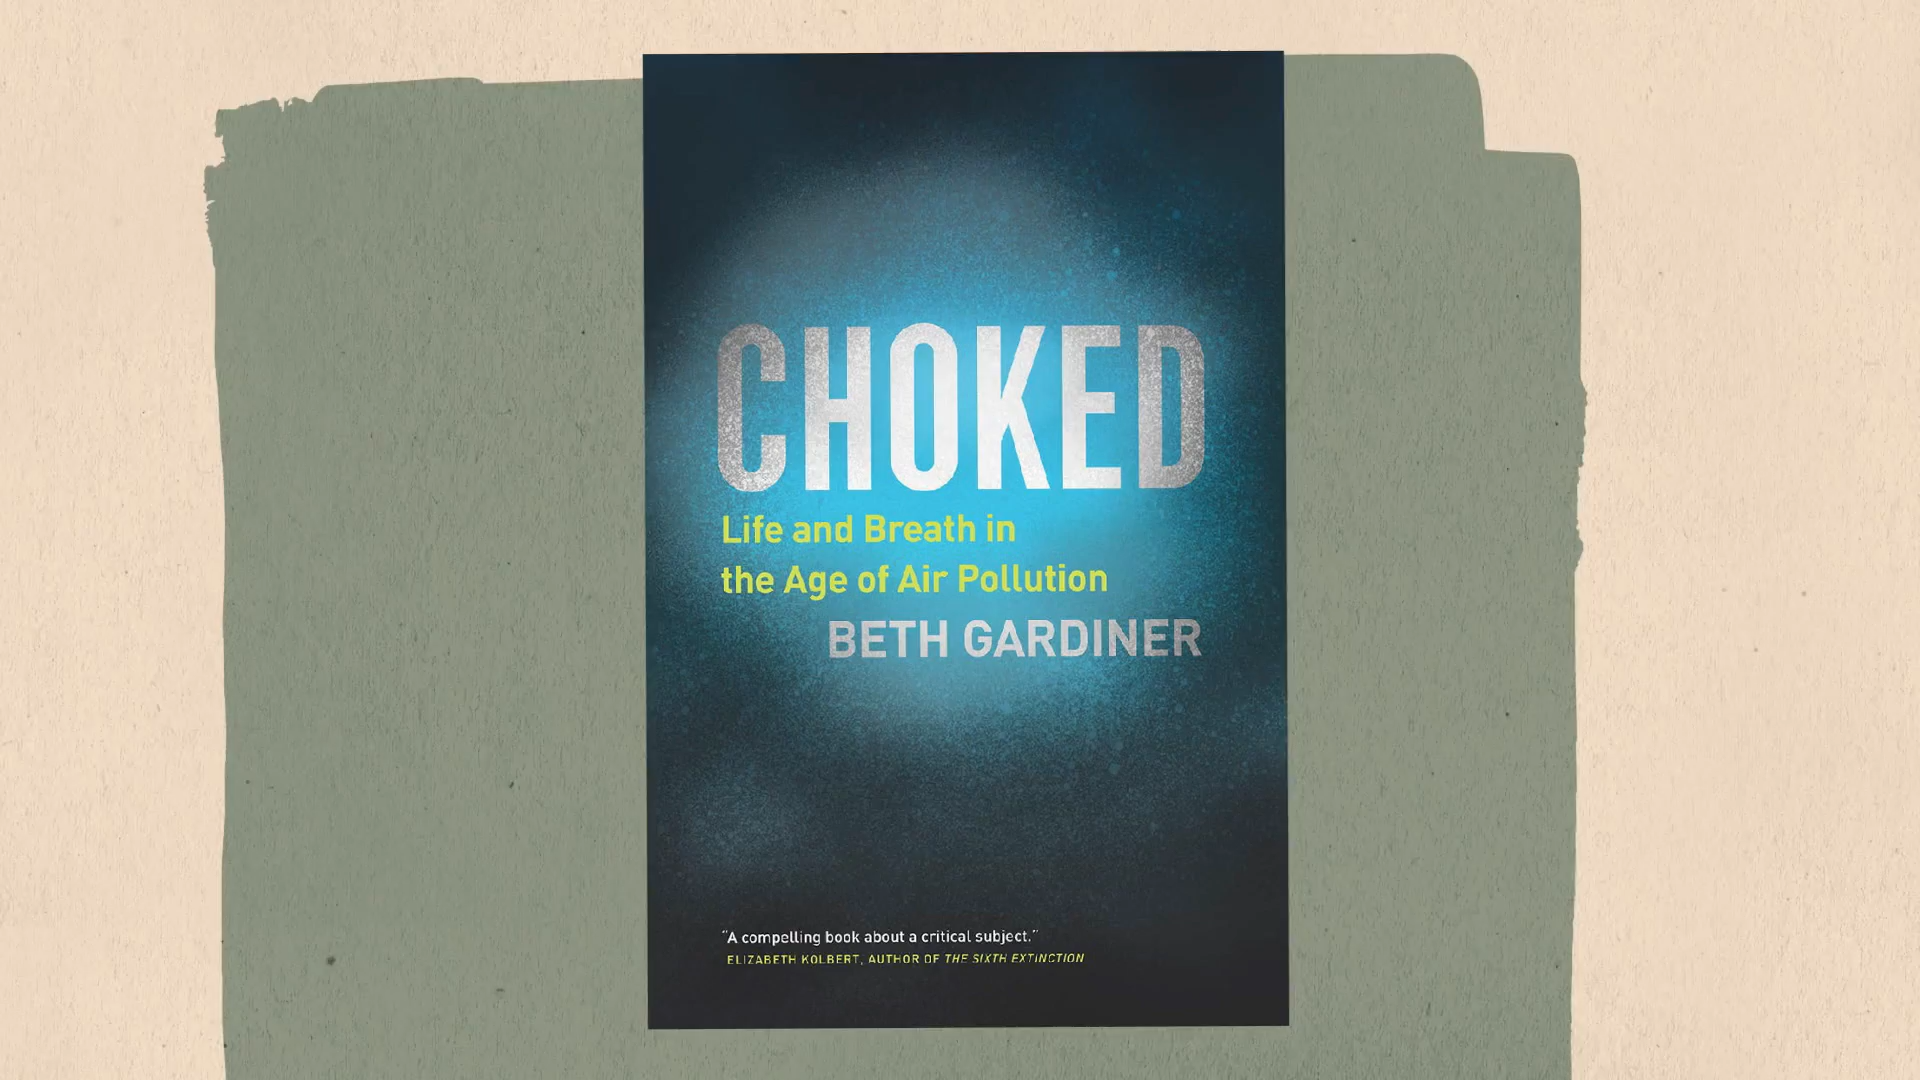 CHOKED
Life and Breath in
the Age of Air Pollution
BETH GARDINER
"A compelling book about a critical subject."
ELIZABETH KOLBERT, AUTHOR OF THE SIXTH EXTINCTION